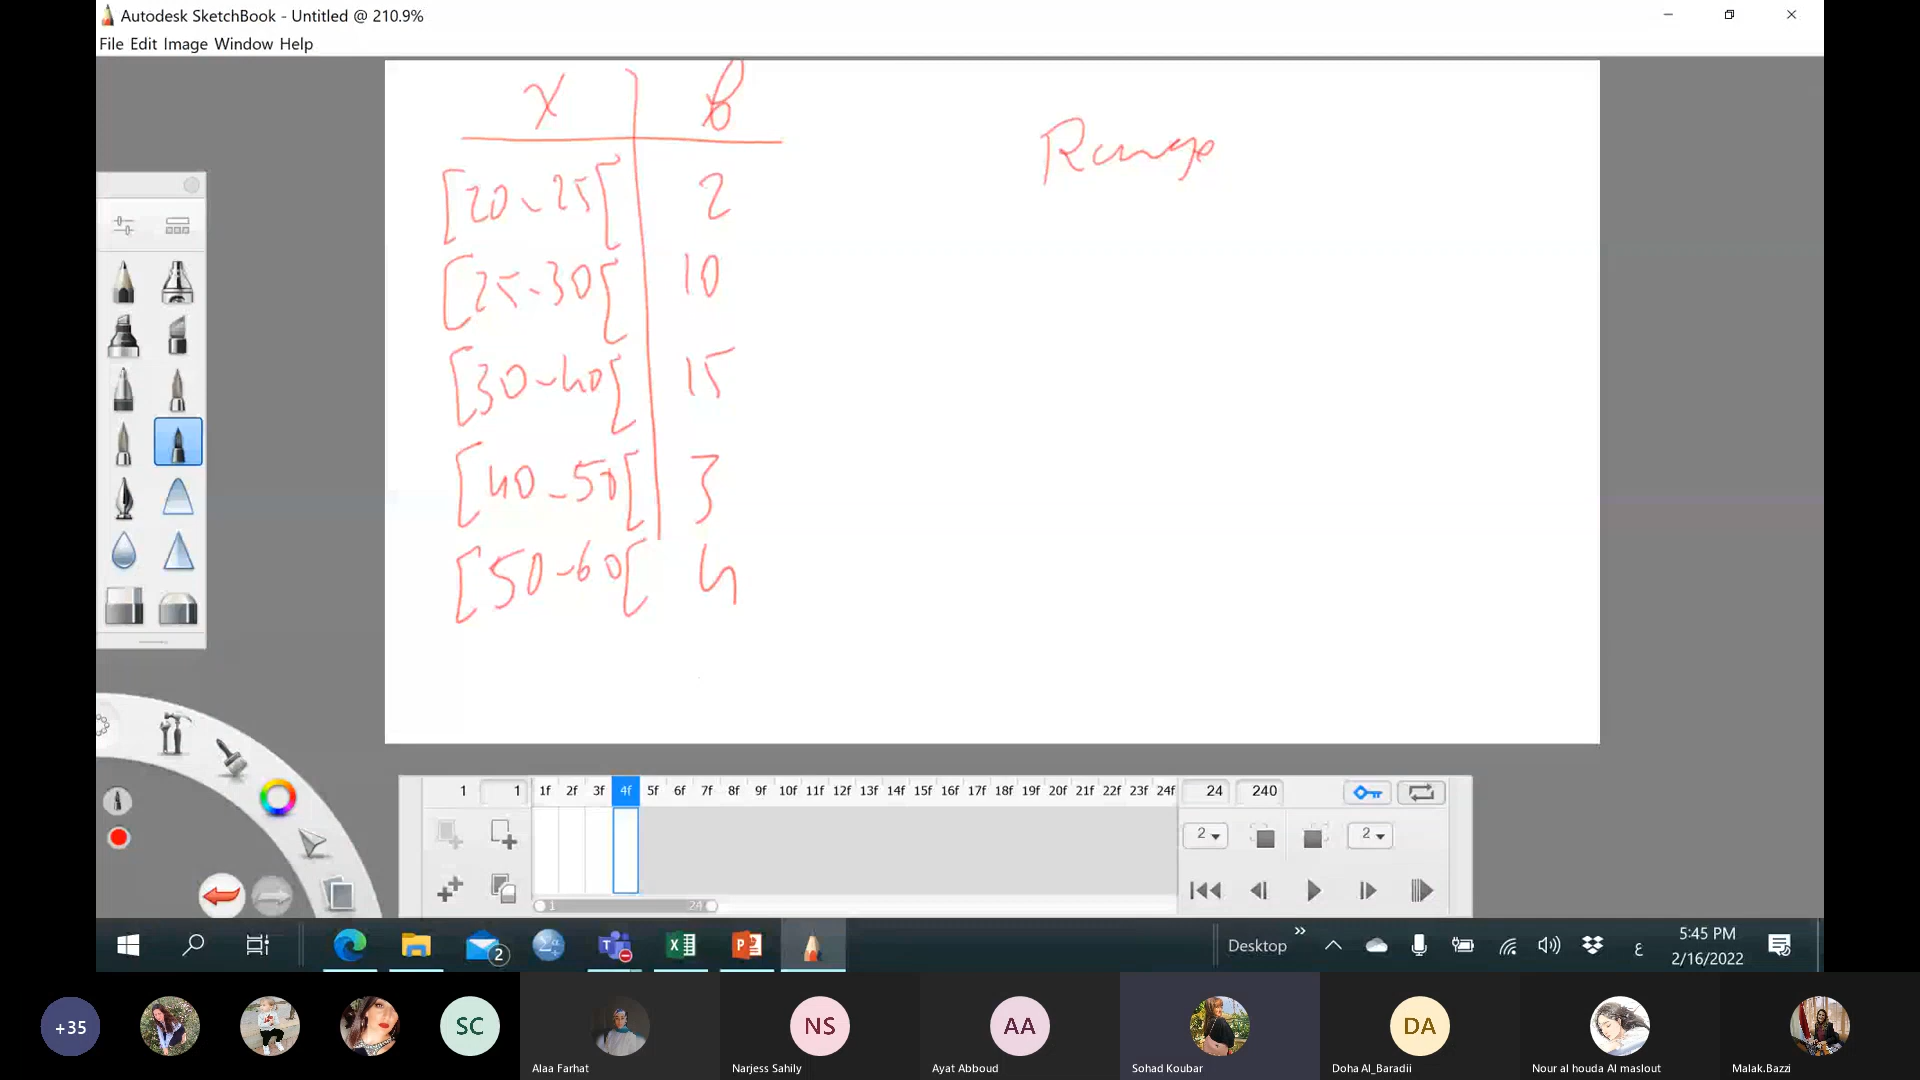 Autodesk SketchBook - Untitled @ 210.9%
File Edit Image Window Help
x
[20-25[ 2
[25-30[ 10
[30-40[ 15
[40-50[ 3
[50-60[ 4
Range
1 1 1f 2f 3f 4f 5f 6f 7f 8f 9f 10f 11f 12f 13f 14f 15f 16f 17f 18f 19f 20f 21f 22f 23f 24f 24 240
2 2
1 24
2
Desktop
ع
5:45 PM
2/16/2022
+35
SC
NS
AA
DA
Alaa Farhat
Narjess Sahily
Ayat Abboud
Sohad Koubar
Doha Al_Baradii
Nour al houda Al maslout
Malak.Bazzi